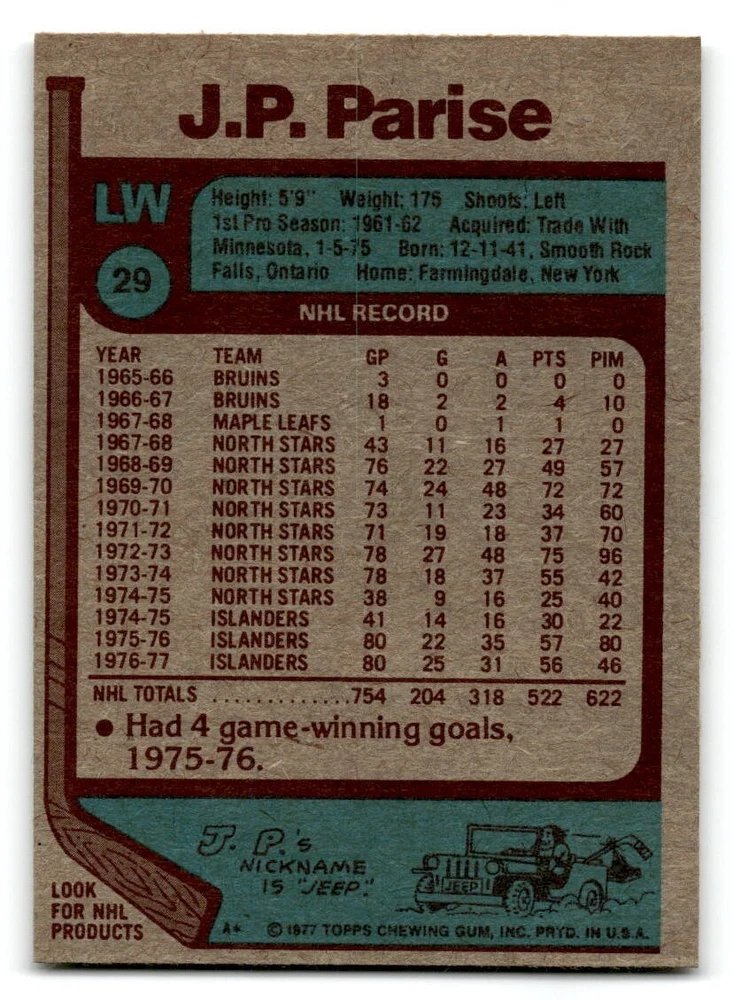 J.P. Parise
LW
29
Height: 5'9" Weight: 175 Shoots: Left
1st Pro Season: 1961-62 Acquired: Trade With
Minnesota, 1-5-75 Born: 12-11-41, Smooth Rock
Falls, Ontario Home: Farmingdale, New York
NHL RECORD
YEAR TEAM GP G A PTS PIM
1965-66 BRUINS 3 0 0 0 0
1966-67 BRUINS 18 2 2 4 10
1967-68 MAPLE LEAFS 1 0 1 1 0
1967-68 NORTH STARS 43 11 16 27 27
1968-69 NORTH STARS 76 22 27 49 57
1969-70 NORTH STARS 74 24 48 72 72
1970-71 NORTH STARS 73 11 23 34 60
1971-72 NORTH STARS 71 19 18 37 70
1972-73 NORTH STARS 78 27 48 75 96
1973-74 NORTH STARS 78 18 37 55 42
1974-75 NORTH STARS 38 9 16 25 40
1974-75 ISLANDERS 41 14 16 30 22
1975-76 ISLANDERS 80 22 35 57 80
1976-77 ISLANDERS 80 25 31 56 46
NHL TOTALS .............754 204 318 522 622
● Had 4 game-winning goals,
1975-76.
J. P.'s
NICKNAME
IS "JEEP."
JEEP
LOOK
FOR NHL
PRODUCTS
A* © 1977 TOPPS CHEWING GUM, INC. PRTD. IN U.S.A.